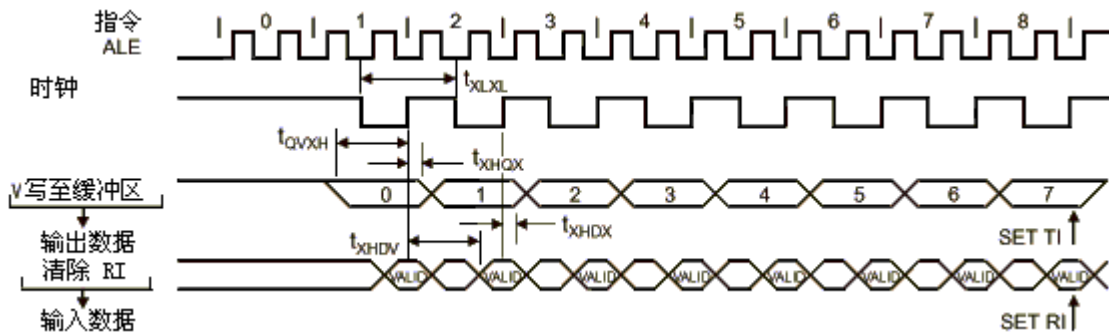 指令 0 1 2 3 4 5 6 7 8
ALE
tXLXL
时钟
tQVXH
tXHQX
写至缓冲区 0 1 2 3 4 5 6 7
tXHDV
tXHDX
输出数据
SET TI
清除 RI
VALID VALID VALID VALID VALID VALID VALID VALID
输入数据
SET RI